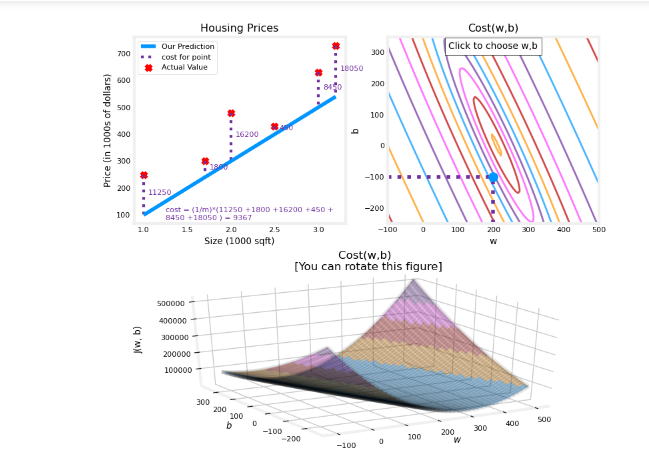 Housing Prices
Our Prediction
cost for point
Actual Value
700
600
500
400
300
200
100
Price (in 1000s of dollars)
18050
8450
450
16200
1800
11250
cost = (1/m)*(11250 +1800 +16200 +450 +
8450 +18050 ) = 9367
1.0 1.5 2.0 2.5 3.0
Size (1000 sqft)
Cost(w,b)
Click to choose w,b
300
200
100
0
−100
−200
b
−100 0 100 200 300 400 500
w
Cost(w,b)
[You can rotate this figure]
500000
400000
300000
200000
100000
J(w, b)
300
200
100
0
−100
−200
b
−100
0
100
200
300
400
500
w